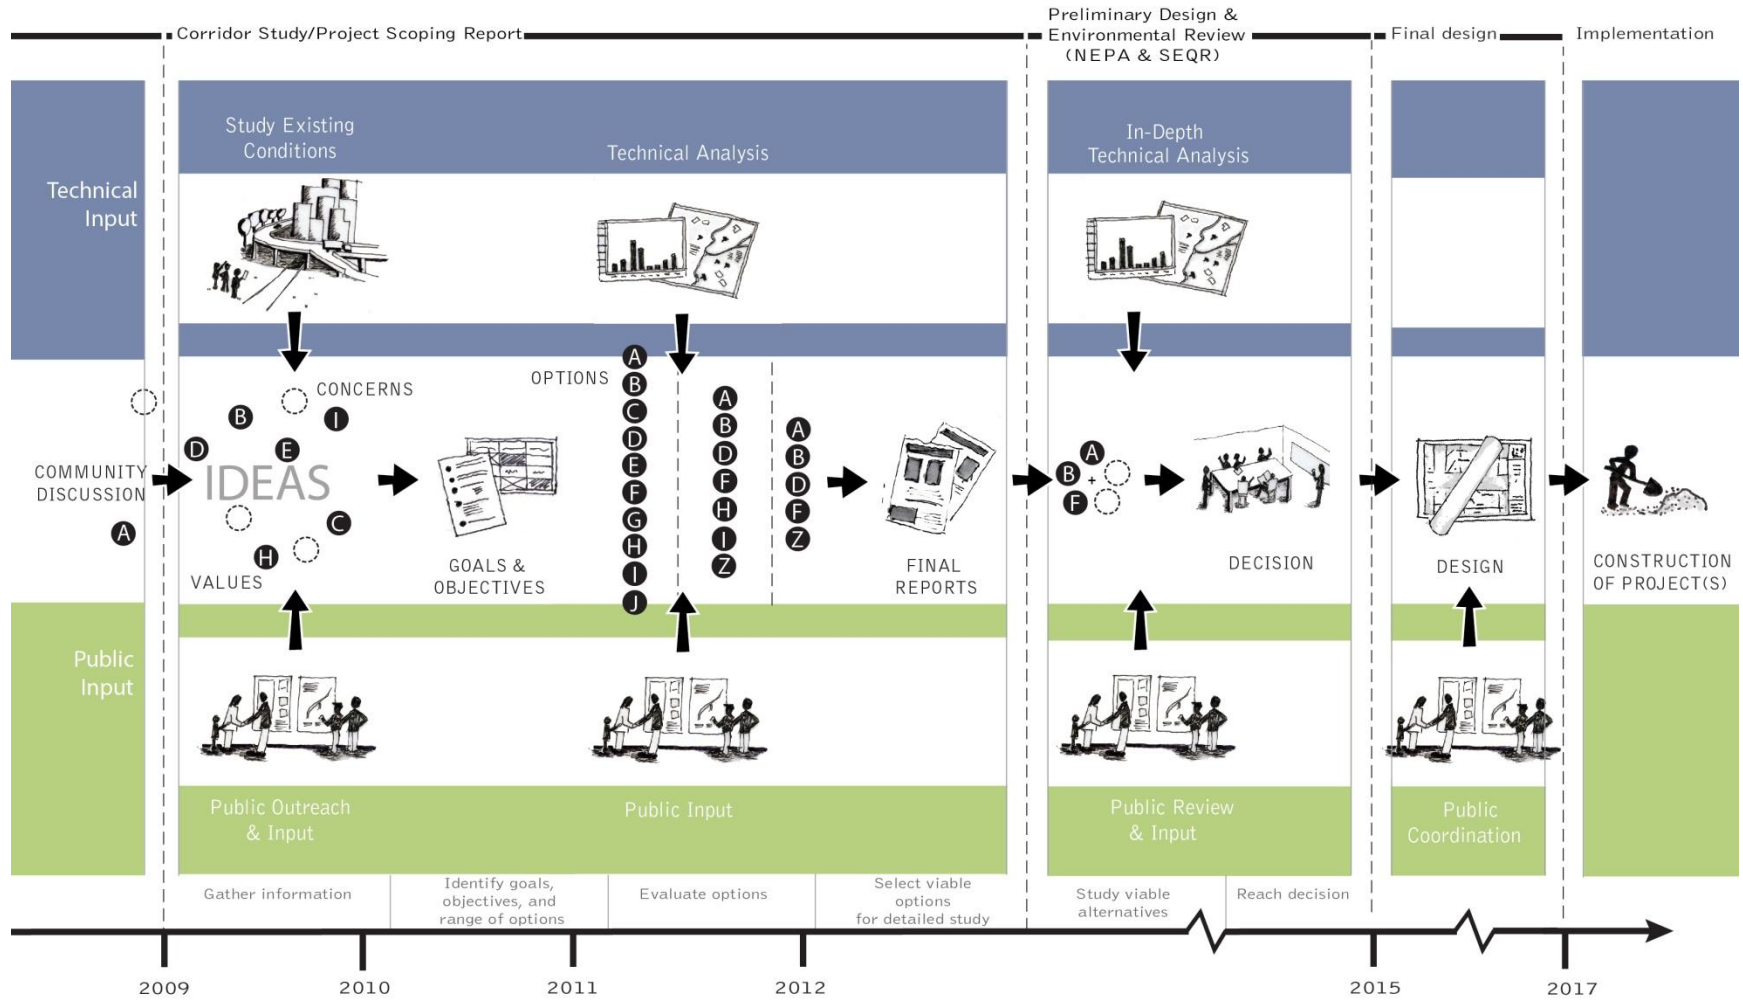 Corridor Study/Project Scoping Report
Preliminary Design &
Environmental Review
(NEPA & SEQR)
Final design
Implementation
Technical
Input
Study Existing
Conditions
Technical Analysis
In-Depth
Technical Analysis
COMMUNITY
DISCUSSION
A
CONCERNS
B
I
D
E
IDEAS
C
H
VALUES
GOALS &
OBJECTIVES
OPTIONS
A
B
C
D
E
F
G
H
I
J
A
B
D
F
H
I
Z
A
B
D
F
Z
FINAL
REPORTS
A
B
+
F
DECISION
DESIGN
CONSTRUCTION
OF PROJECT(S)
Public
Input
Public Outreach
& Input
Public Input
Public Review
& Input
Public
Coordination
Gather information
Identify goals,
objectives, and
range of options
Evaluate options
Select viable
options
for detailed study
Study viable
alternatives
Reach decision
2009
2010
2011
2012
2015
2017